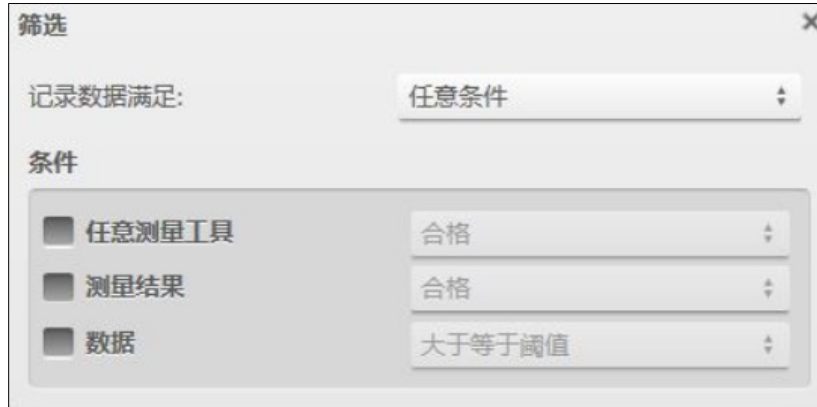 筛选
记录数据满足: 任意条件
条件
任意测量工具 合格
测量结果 合格
数据 大于等于阈值